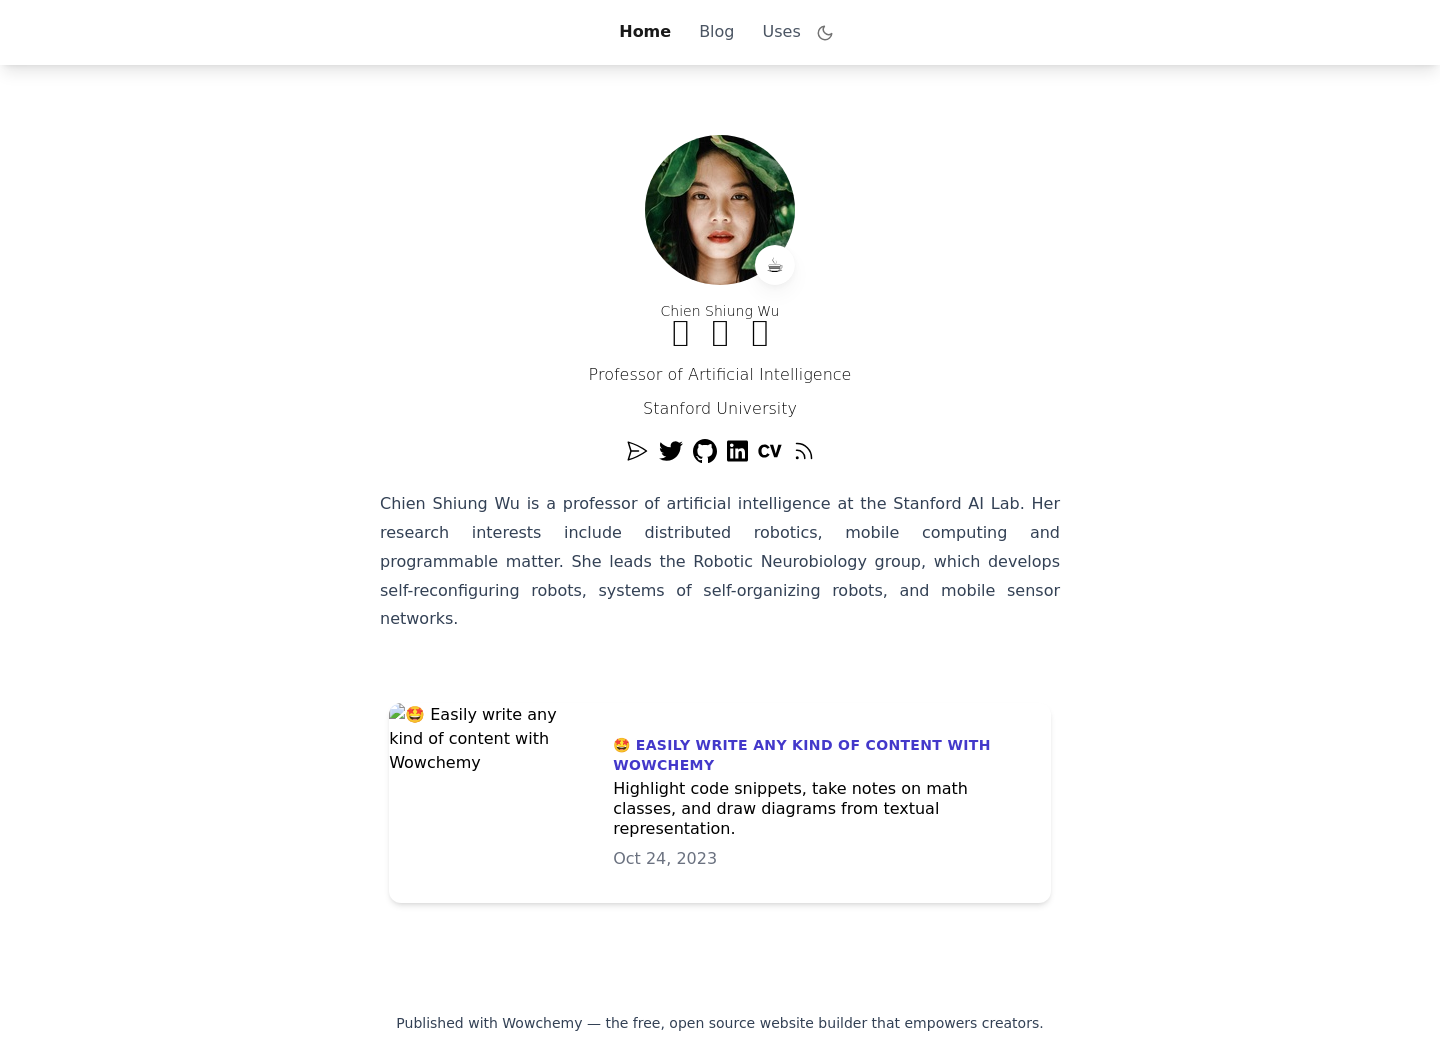 Home Blog Uses
Chien Shiung Wu
Professor of Artificial Intelligence
Stanford University
CV
Chien Shiung Wu is a professor of artificial intelligence at the Stanford AI Lab. Her
research interests include distributed robotics, mobile computing and
programmable matter. She leads the Robotic Neurobiology group, which develops
self-reconfiguring robots, systems of self-organizing robots, and mobile sensor
networks.
🤩 Easily write any
kind of content with
Wowchemy
🤩 EASILY WRITE ANY KIND OF CONTENT WITH
WOWCHEMY
Highlight code snippets, take notes on math
classes, and draw diagrams from textual
representation.
Oct 24, 2023
Published with Wowchemy — the free, open source website builder that empowers creators.